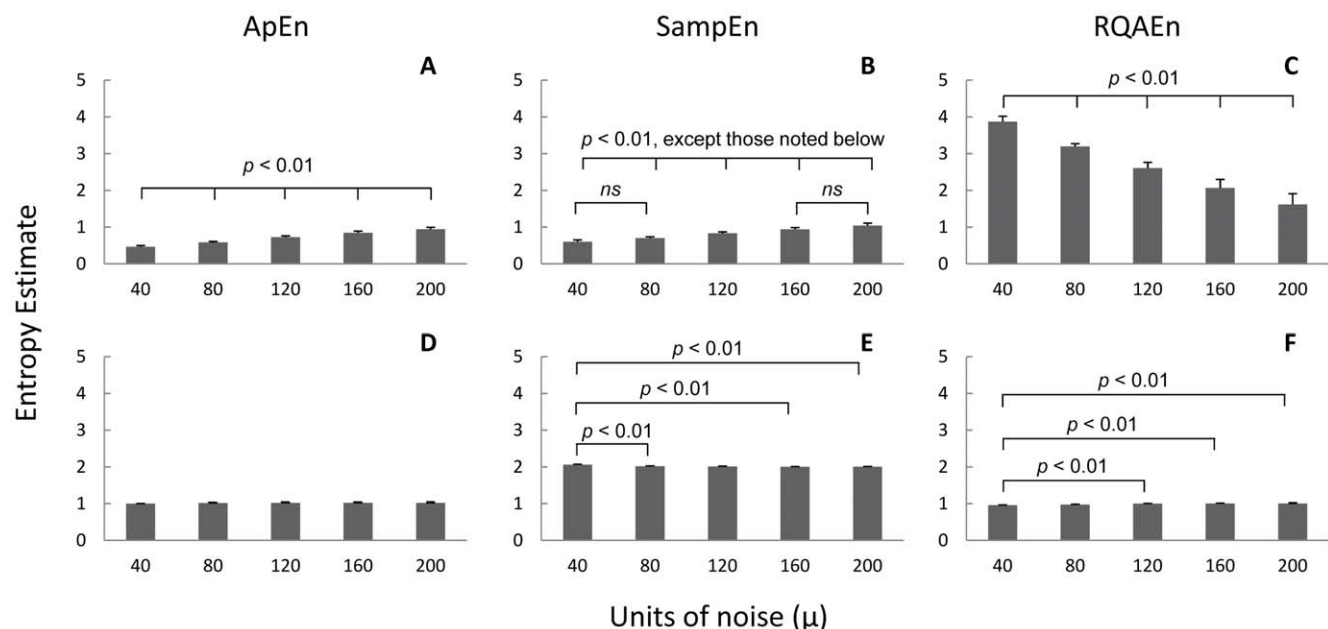 ApEn
SampEn
RQAEn
Entropy Estimate
A
5
4
3
2
1
0
p < 0.01
40 80 120 160 200
B
5
4
3
2
1
0
p < 0.01, except those noted below
ns ns
40 80 120 160 200
C
5
4
3
2
1
0
p < 0.01
40 80 120 160 200
D
5
4
3
2
1
0
40 80 120 160 200
E
5
4
3
2
1
0
p < 0.01
p < 0.01
p < 0.01
40 80 120 160 200
F
5
4
3
2
1
0
p < 0.01
p < 0.01
p < 0.01
40 80 120 160 200
Units of noise (μ)